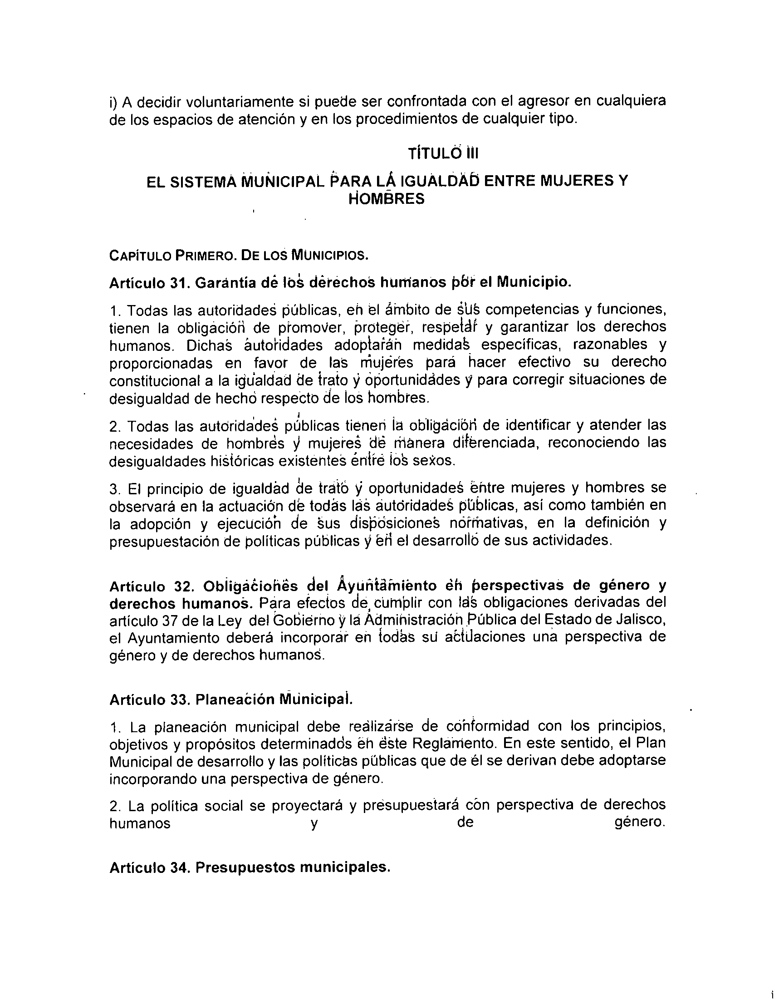 i) A decidir voluntariamente si puede ser confrontada con el agresor en cualquiera
de los espacios de atención y en los procedimientos de cualquier tipo.
TÍTULO III
EL SISTEMA MUNICIPAL PARA LA IGUALDAD ENTRE MUJERES Y
HOMBRES
CAPÍTULO PRIMERO. DE LOS MUNICIPIOS.
Artículo 31. Garantía de los derechos humanos por el Municipio.
1. Todas las autoridades públicas, en el ámbito de sus competencias y funciones,
tienen la obligación de promover, proteger, respetar y garantizar los derechos
humanos. Dichas autoridades adoptarán medidas específicas, razonables y
proporcionadas en favor de las mujeres para hacer efectivo su derecho
constitucional a la igualdad de trato y oportunidades y para corregir situaciones de
desigualdad de hecho respecto de los hombres.
2. Todas las autoridades públicas tienen la obligación de identificar y atender las
necesidades de hombres y mujeres de manera diferenciada, reconociendo las
desigualdades históricas existentes entre los sexos.
3. El principio de igualdad de trato y oportunidades entre mujeres y hombres se
observará en la actuación de todas las autoridades públicas, así como también en
la adopción y ejecución de sus disposiciones normativas, en la definición y
presupuestación de políticas públicas y en el desarrollo de sus actividades.
Artículo 32. Obligaciones del Ayuntamiento en perspectivas de género y
derechos humanos. Para efectos de cumplir con las obligaciones derivadas del
artículo 37 de la Ley del Gobierno y la Administración Pública del Estado de Jalisco,
el Ayuntamiento deberá incorporar en todas su actuaciones una perspectiva de
género y de derechos humanos.
Artículo 33. Planeación Municipal.
1. La planeación municipal debe realizarse de conformidad con los principios,
objetivos y propósitos determinados en este Reglamento. En este sentido, el Plan
Municipal de desarrollo y las políticas públicas que de él se derivan debe adoptarse
incorporando una perspectiva de género.
2. La política social se proyectará y presupuestará con perspectiva de derechos
humanos y de género.
Artículo 34. Presupuestos municipales.